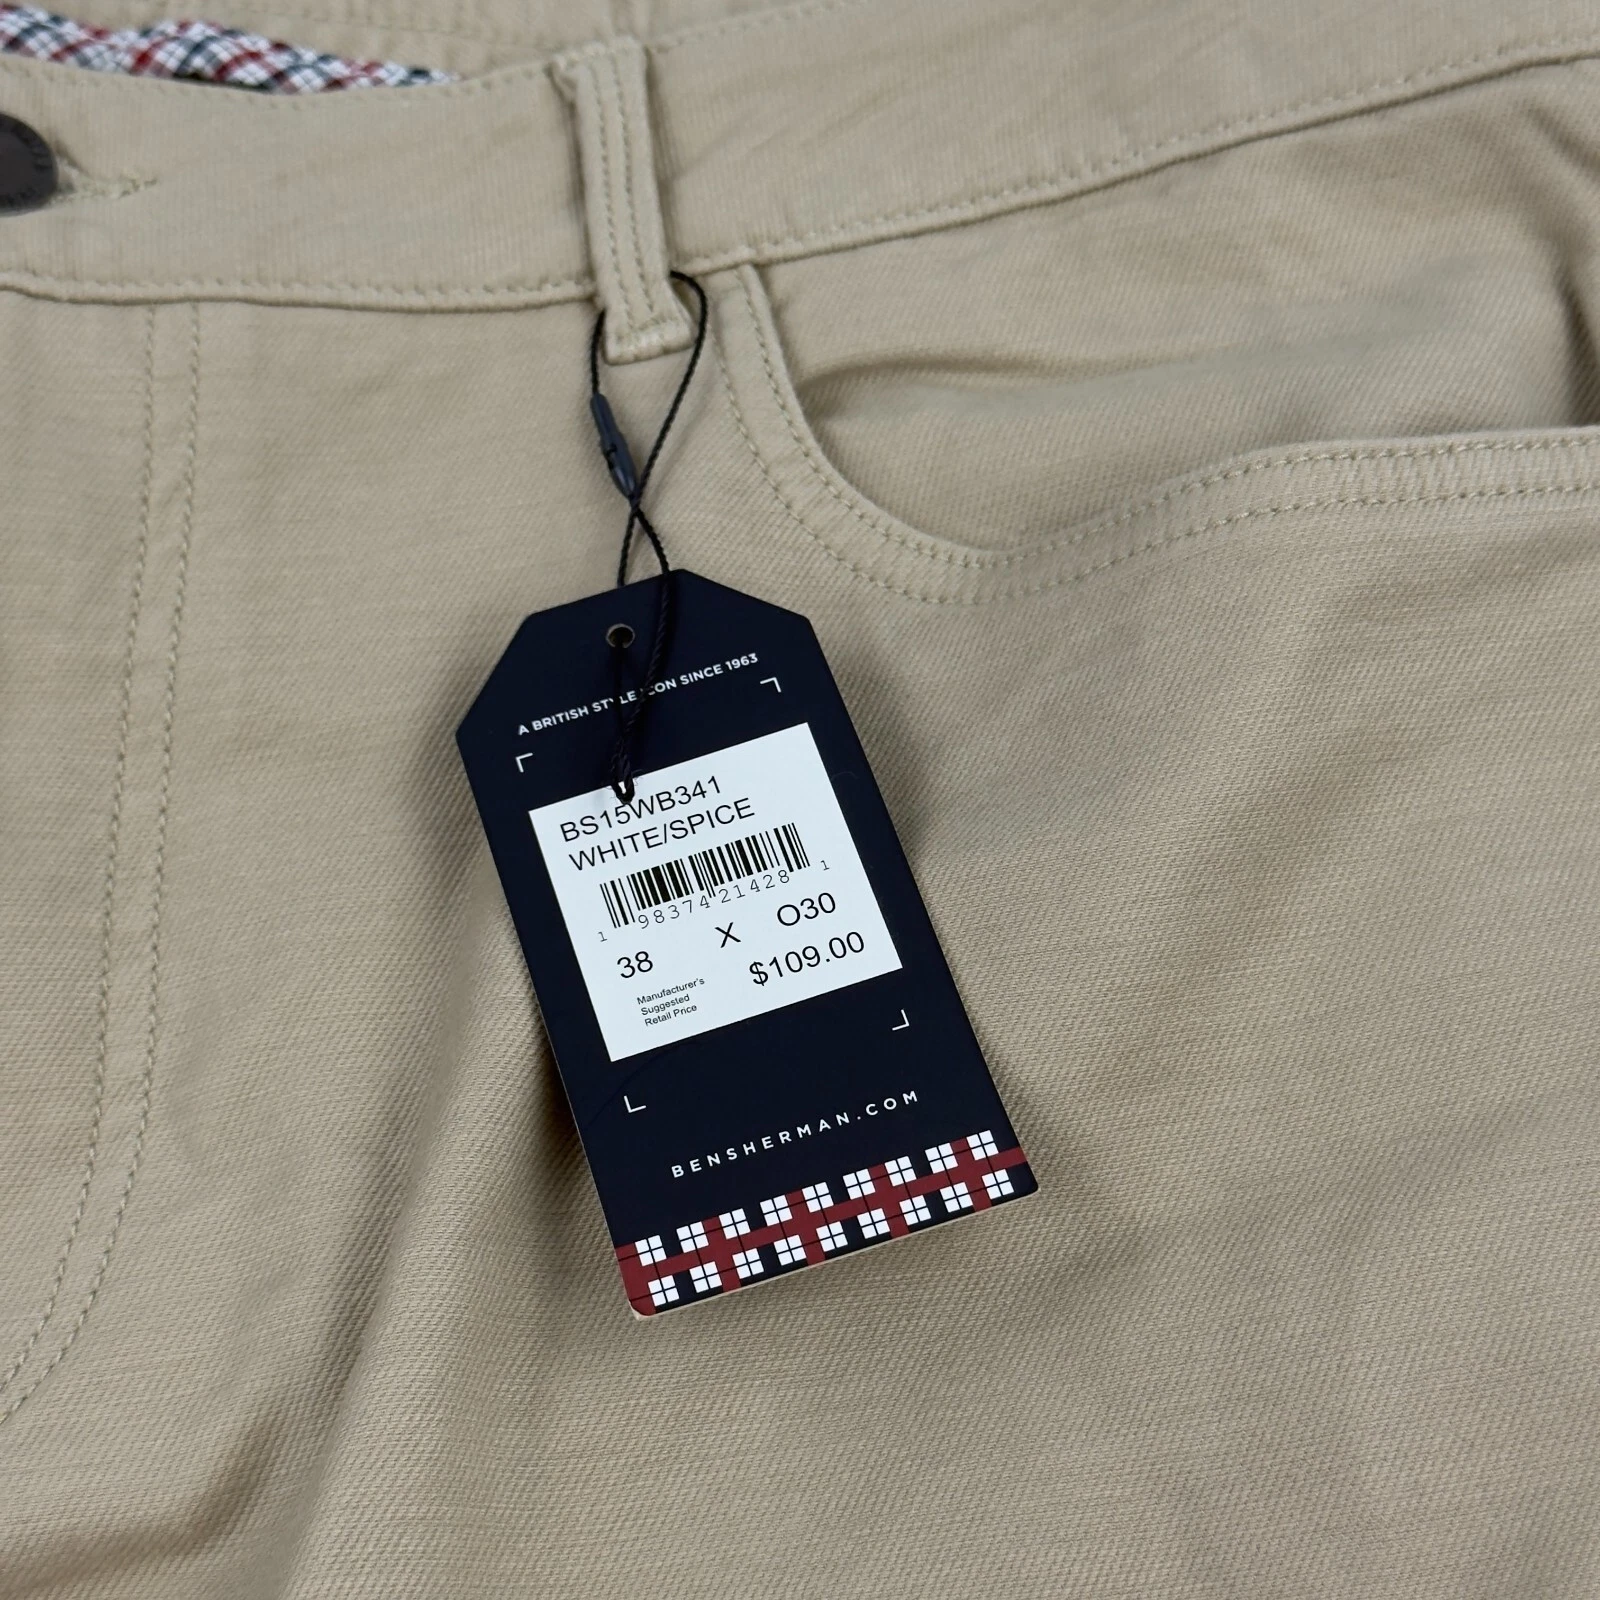 A BRITISH STYLE ICON SINCE 1963
BS15WB341
WHITE/SPICE
1 98374 21428 1
38 X O30
$109.00
Manufacturer's
Suggested
Retail Price
BENSHERMAN.COM